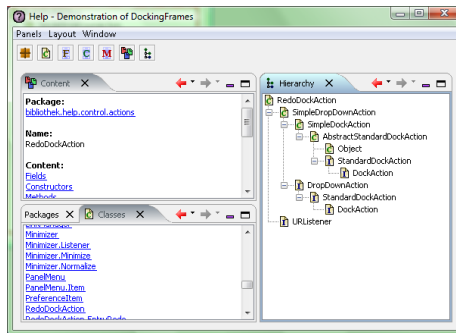 Help - Demonstration of DockingFrames
Panels Layout Window
F C M
Content
Package:
bibliothek.help.control.actions
Name:
RedoDockAction
Content:
Fields
Constructors
Methods
Packages Classes
Minimizer
Minimizer.Listener
Minimizer.Minimize
Minimizer.Normalize
PanelMenu
PanelMenu.Item
PreferenceItem
RedoDockAction
RedoDockAction.EntryRedo
Hierarchy
RedoDockAction
SimpleDropDownAction
SimpleDockAction
AbstractStandardDockAction
Object
StandardDockAction
DockAction
DropDownAction
StandardDockAction
DockAction
URListener